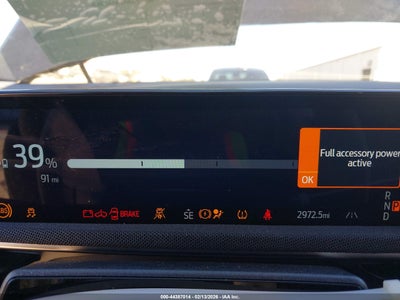 39%
91 mi
Full accessory power
active
OK
R
N
D
P
ABS
BRAKE
SE
2972.5mi
000-44387014 - 02/13/2026 - IAA Inc.